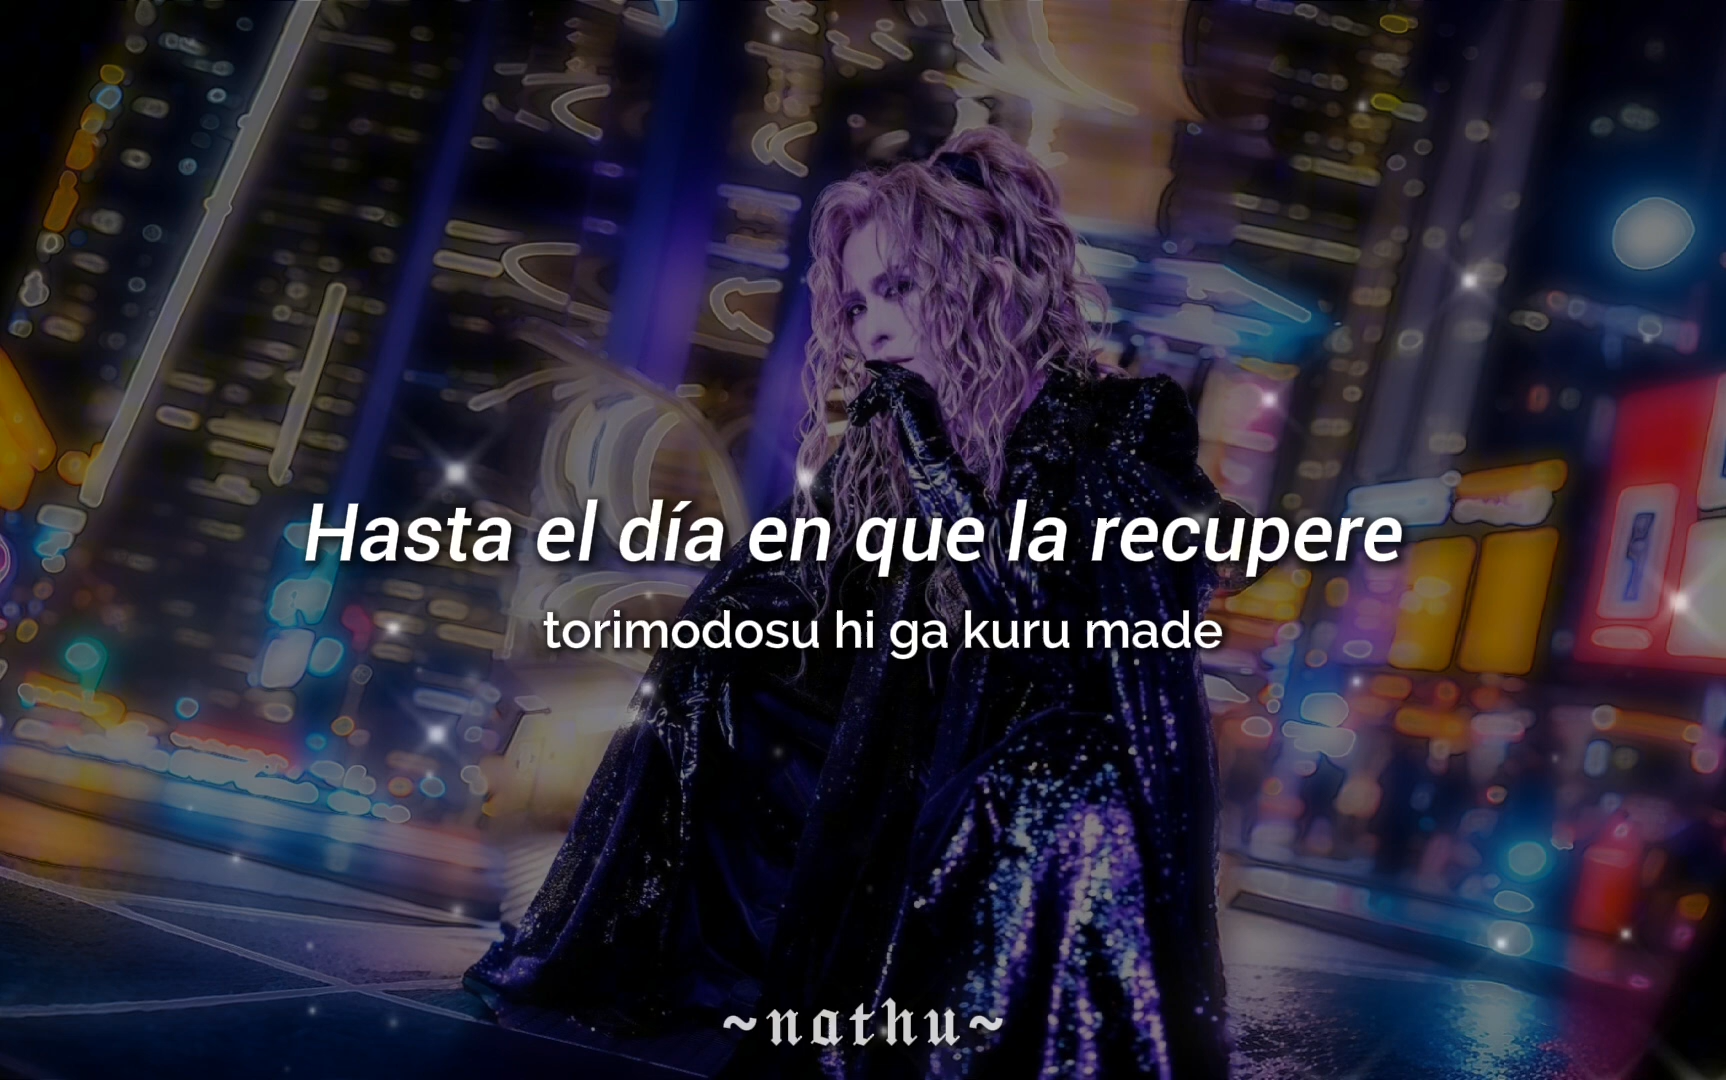 Hasta el día en que la recupere
torimodosu hi ga kuru made
~nathu~